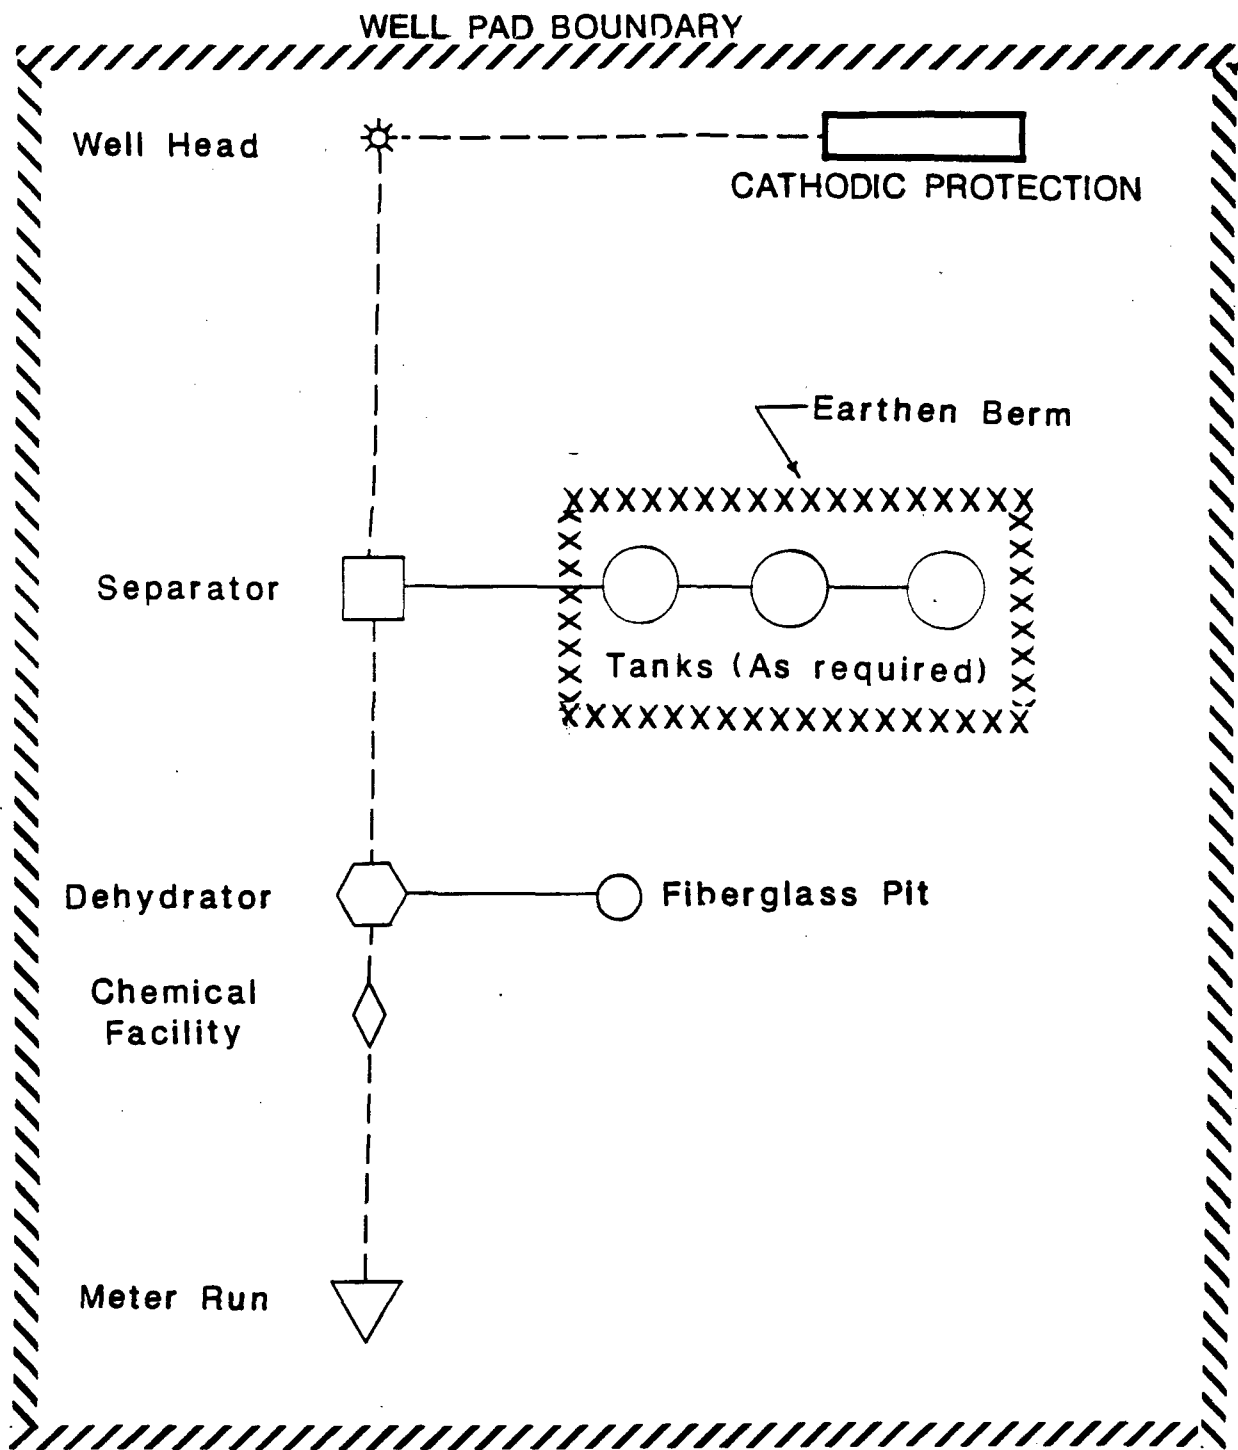 WELL PAD BOUNDARY
Well Head
CATHODIC PROTECTION
Earthen Berm
Separator
Tanks (As required)
Dehydrator
Fiberglass Pit
Chemical
Facility
Meter Run